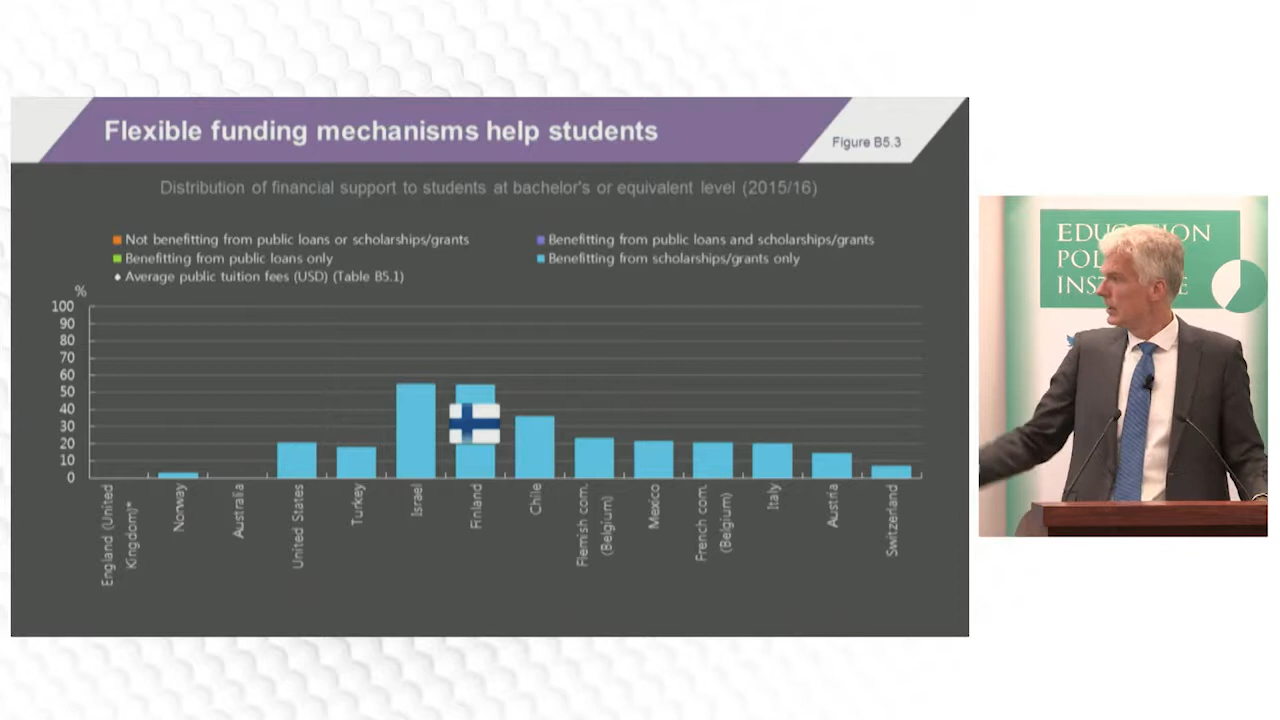 Flexible funding mechanisms help students
Figure B5.3
Distribution of financial support to students at bachelor's or equivalent level (2015/16)
Not benefitting from public loans or scholarships/grants
Benefitting from public loans and scholarships/grants
Benefitting from public loans only
Benefitting from scholarships/grants only
Average public tuition fees (USD) (Table B5.1)
%
100
90
80
70
60
50
40
30
20
10
0
England (United
Kingdom)*
Norway
Australia
United States
Turkey
Israel
Finland
Chile
Flemish com.
(Belgium)
Mexico
French com.
(Belgium)
Italy
Austria
Switzerland